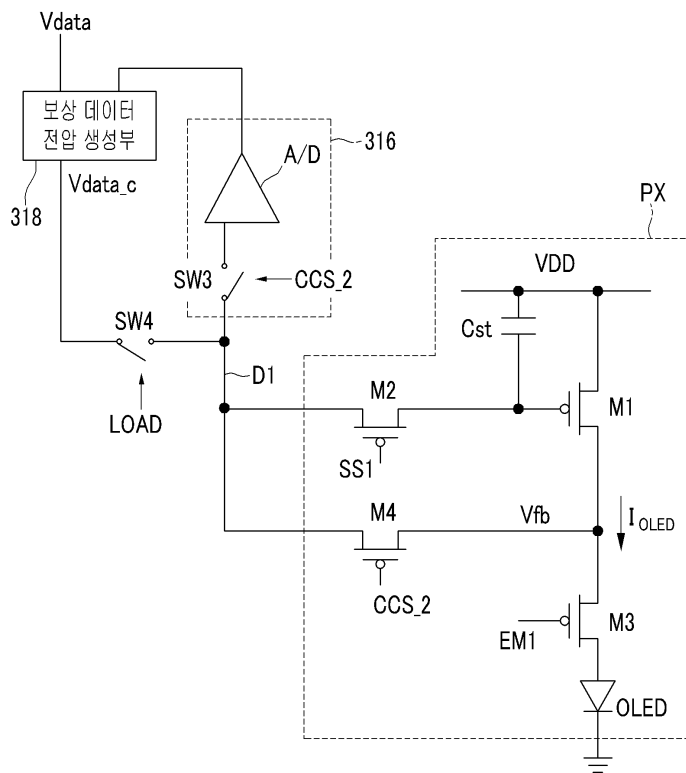 Vdata
보상 데이터
전압 생성부
318
Vdata_c
A/D
316
SW3
CCS_2
PX
VDD
Cst
SW4
LOAD
D1
M2
SS1
M1
M4
CCS_2
Vfb
I OLED
EM1
M3
OLED